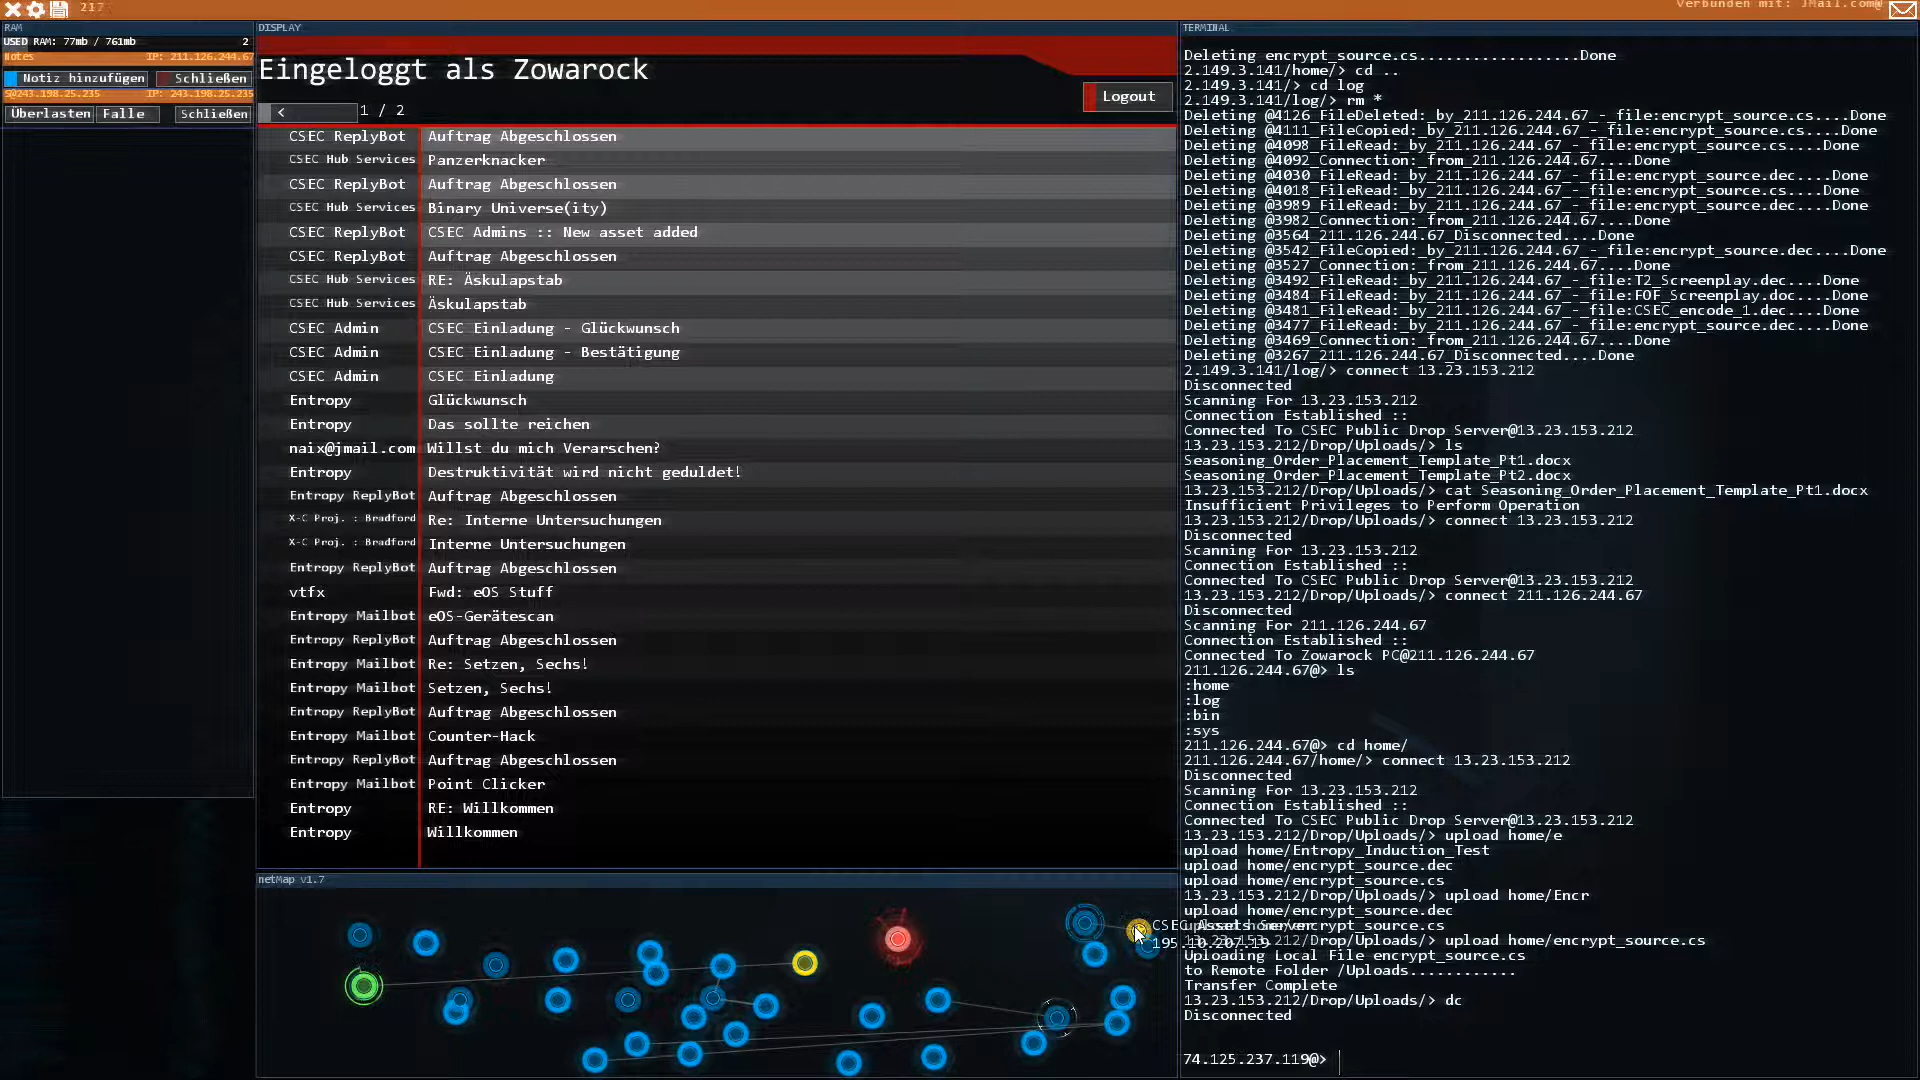 217
Verbunden mit: JMail.com@
RAM
USED RAM: 77mb / 761mb 2
Notes IP: 211.126.244.67
Notiz hinzufügen Schließen
S@243.198.25.235 IP: 243.198.25.235
Überlasten Falle Schließen
DISPLAY
Eingeloggt als Zowarock
Logout
< 1 / 2
CSEC ReplyBot Auftrag Abgeschlossen
CSEC Hub Services Panzerknacker
CSEC ReplyBot Auftrag Abgeschlossen
CSEC Hub Services Binary Universe(ity)
CSEC ReplyBot CSEC Admins :: New asset added
CSEC ReplyBot Auftrag Abgeschlossen
CSEC Hub Services RE: Äskulapstab
CSEC Hub Services Äskulapstab
CSEC Admin CSEC Einladung - Glückwunsch
CSEC Admin CSEC Einladung - Bestätigung
CSEC Admin CSEC Einladung
Entropy Glückwunsch
Entropy Das sollte reichen
naix@jmail.com Willst du mich Verarschen?
Entropy Destruktivität wird nicht geduldet!
Entropy ReplyBot Auftrag Abgeschlossen
X-C Proj. : Bradford Re: Interne Untersuchungen
X-C Proj. : Bradford Interne Untersuchungen
Entropy ReplyBot Auftrag Abgeschlossen
vtfx Fwd: eOS Stuff
Entropy Mailbot eOS-Gerätescan
Entropy ReplyBot Auftrag Abgeschlossen
Entropy Mailbot Re: Setzen, Sechs!
Entropy Mailbot Setzen, Sechs!
Entropy ReplyBot Auftrag Abgeschlossen
Entropy Mailbot Counter-Hack
Entropy ReplyBot Auftrag Abgeschlossen
Entropy Mailbot Point Clicker
Entropy RE: Willkommen
Entropy Willkommen
netMap v1.7
CSEC Assets Server
195.10.207.19
TERMINAL
Deleting encrypt_source.cs..................Done
2.149.3.141/home/> cd ..
2.149.3.141/> cd log
2.149.3.141/log/> rm *
Deleting @4126_FileDeleted:_by_211.126.244.67_-_file:encrypt_source.cs....Done
Deleting @4111_FileCopied:_by_211.126.244.67_-_file:encrypt_source.cs....Done
Deleting @4098_FileRead:_by_211.126.244.67_-_file:encrypt_source.cs....Done
Deleting @4092_Connection:_from_211.126.244.67....Done
Deleting @4030_FileRead:_by_211.126.244.67_-_file:encrypt_source.dec....Done
Deleting @4018_FileRead:_by_211.126.244.67_-_file:encrypt_source.cs....Done
Deleting @3989_FileRead:_by_211.126.244.67_-_file:encrypt_source.dec....Done
Deleting @3982_Connection:_from_211.126.244.67....Done
Deleting @3564_211.126.244.67_Disconnected....Done
Deleting @3542_FileCopied:_by_211.126.244.67_-_file:encrypt_source.dec....Done
Deleting @3527_Connection:_from_211.126.244.67....Done
Deleting @3492_FileRead:_by_211.126.244.67_-_file:T2_Screenplay.dec....Done
Deleting @3484_FileRead:_by_211.126.244.67_-_file:FOF_Screenplay.doc....Done
Deleting @3481_FileRead:_by_211.126.244.67_-_file:CSEC_encode_1.dec....Done
Deleting @3477_FileRead:_by_211.126.244.67_-_file:encrypt_source.dec....Done
Deleting @3469_Connection:_from_211.126.244.67....Done
Deleting @3267_211.126.244.67_Disconnected....Done
2.149.3.141/log/> connect 13.23.153.212
Disconnected
Scanning For 13.23.153.212
Connection Established ::
Connected To CSEC Public Drop Server@13.23.153.212
13.23.153.212/Drop/Uploads/> ls
Seasoning_Order_Placement_Template_Pt1.docx
Seasoning_Order_Placement_Template_Pt2.docx
13.23.153.212/Drop/Uploads/> cat Seasoning_Order_Placement_Template_Pt1.docx
Insufficient Privileges to Perform Operation
13.23.153.212/Drop/Uploads/> connect 13.23.153.212
Disconnected
Scanning For 13.23.153.212
Connection Established ::
Connected To CSEC Public Drop Server@13.23.153.212
13.23.153.212/Drop/Uploads/> connect 211.126.244.67
Disconnected
Scanning For 211.126.244.67
Connection Established ::
Connected To Zowarock PC@211.126.244.67
211.126.244.67@> ls
:home
:log
:bin
:sys
211.126.244.67@> cd home/
211.126.244.67/home/> connect 13.23.153.212
Disconnected
Scanning For 13.23.153.212
Connection Established ::
Connected To CSEC Public Drop Server@13.23.153.212
13.23.153.212/Drop/Uploads/> upload home/e
upload home/Entropy_Induction_Test
upload home/encrypt_source.dec
upload home/encrypt_source.cs
13.23.153.212/Drop/Uploads/> upload home/Encr
upload home/encrypt_source.dec
upload home/encrypt_source.cs
13.23.153.212/Drop/Uploads/> upload home/encrypt_source.cs
Uploading Local File encrypt_source.cs
to Remote Folder /Uploads............
Transfer Complete
13.23.153.212/Drop/Uploads/> dc
Disconnected
74.125.237.119@>